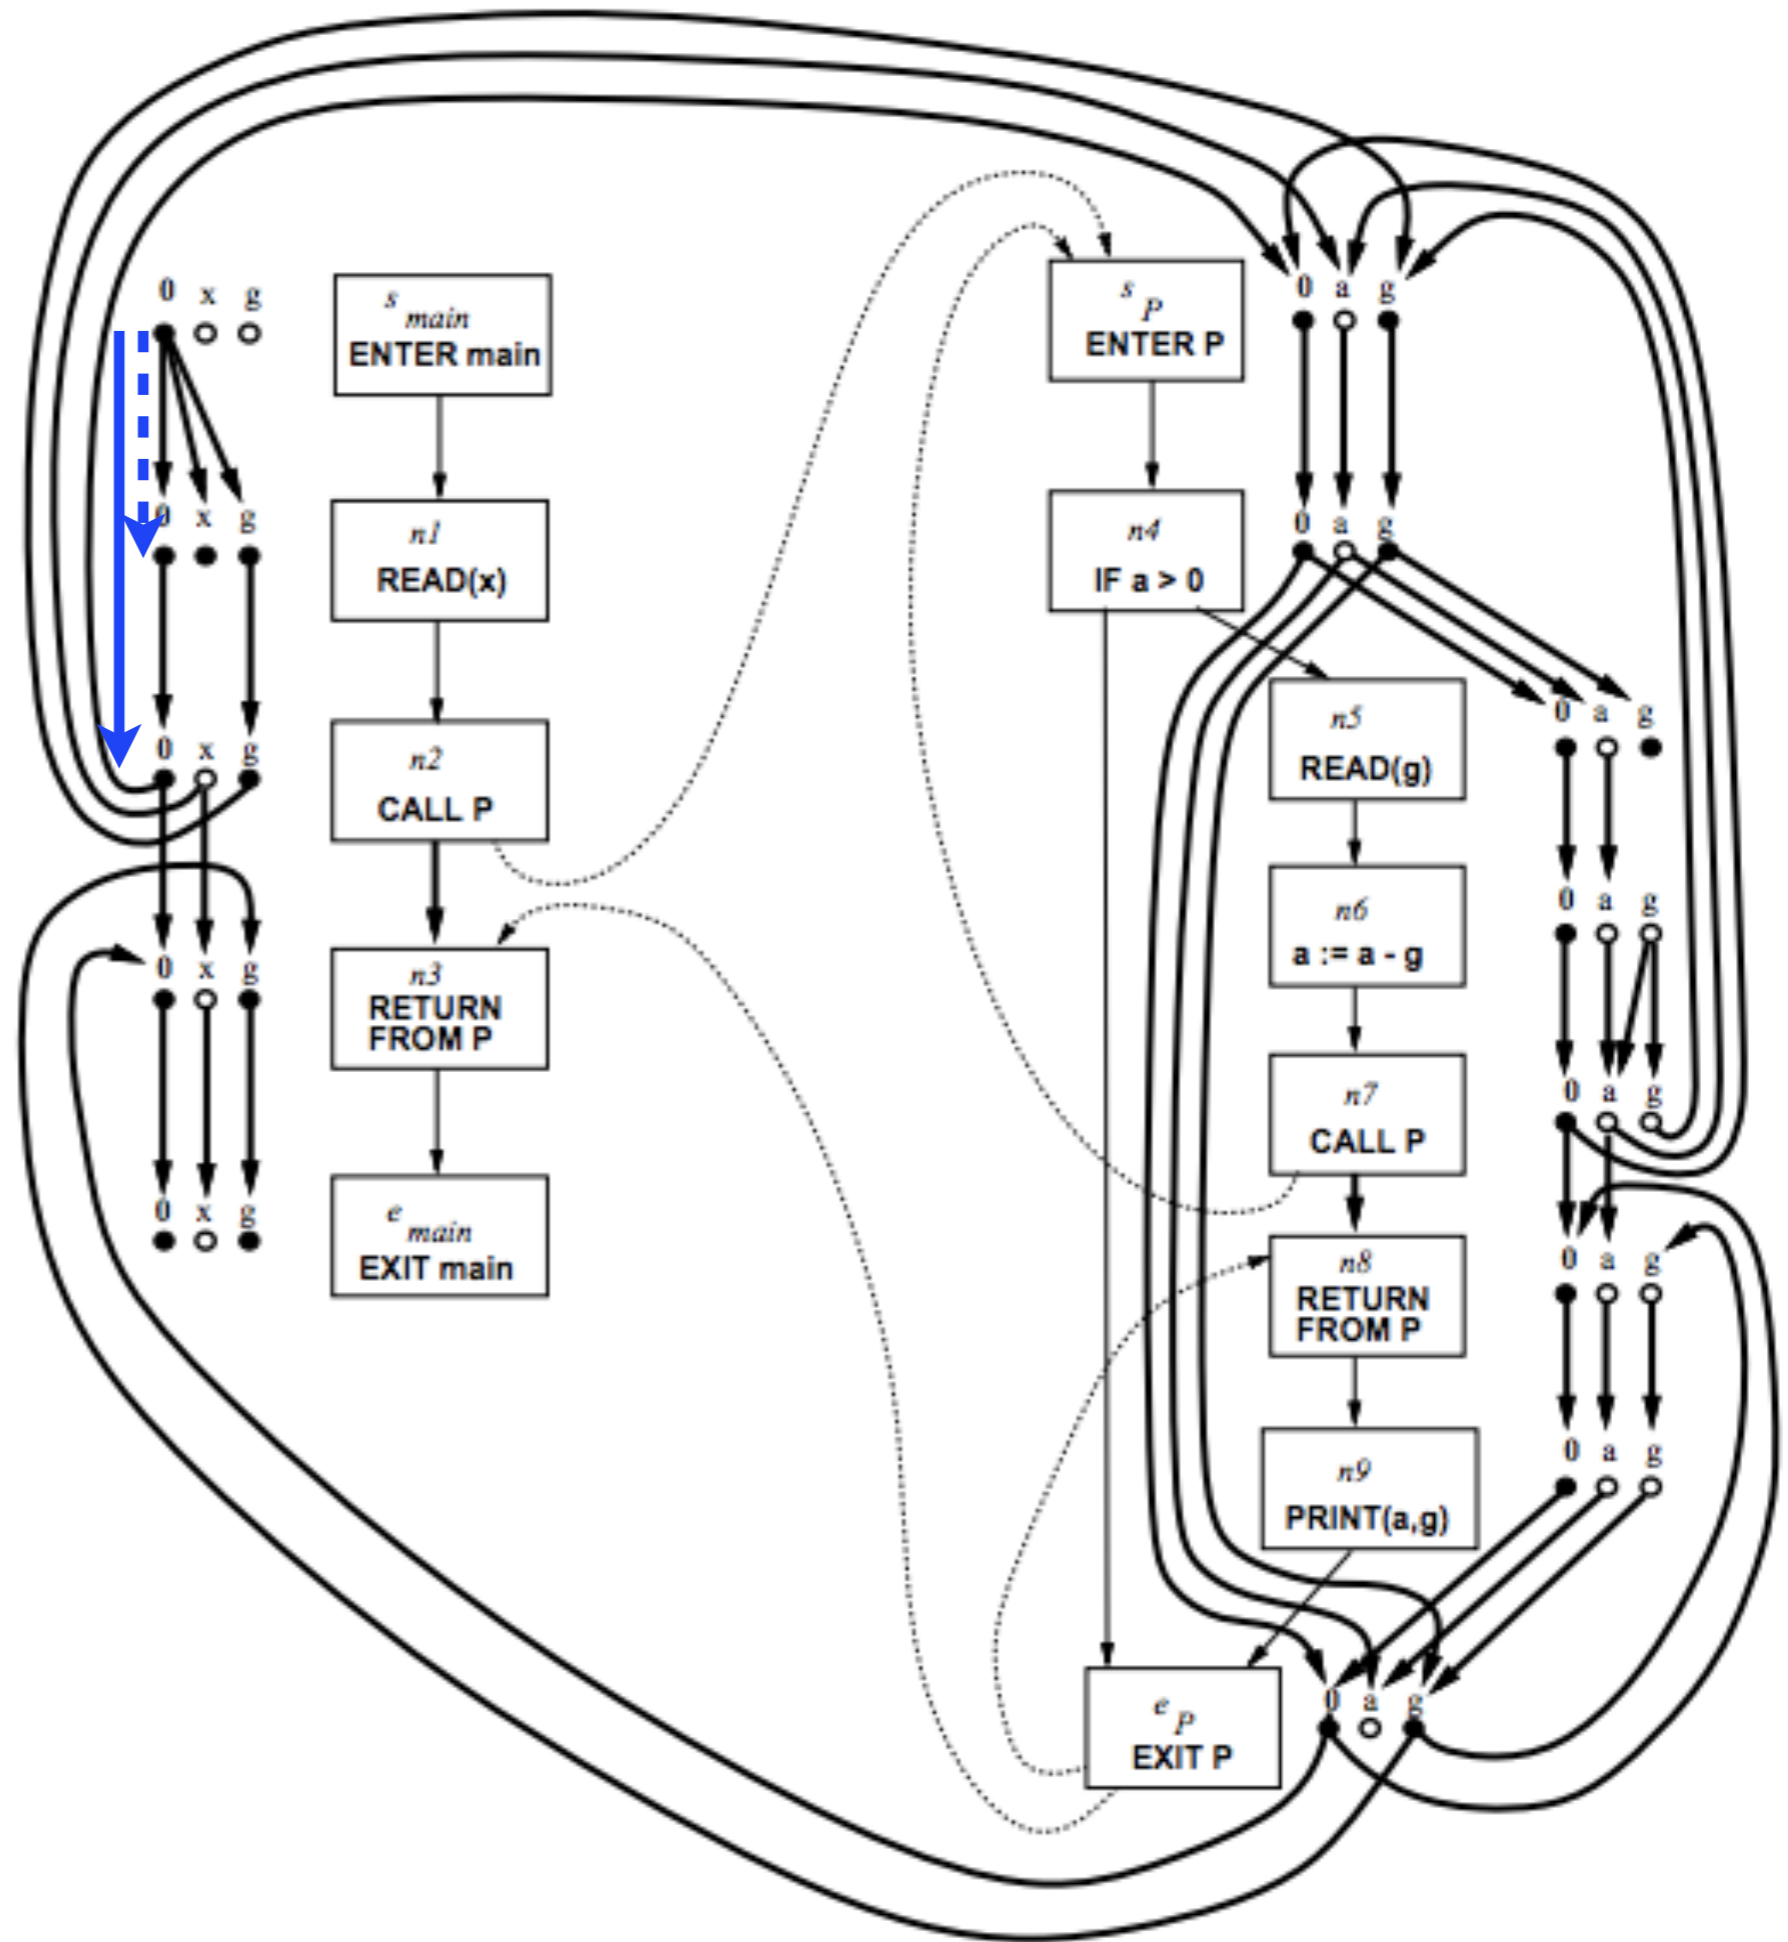 0 x g
s main
ENTER main
0 x g
n1
READ(x)
0 x g
n2
CALL P
0 x g
n3
RETURN
FROM P
0 x g
e main
EXIT main
s P
ENTER P
0 a g
n4
IF a > 0
0 a g
n5
READ(g)
0 a g
n6
a := a - g
0 a g
n7
CALL P
0 a g
n8
RETURN
FROM P
0 a g
n9
PRINT(a,g)
0 a g
e P
EXIT P
0 a g